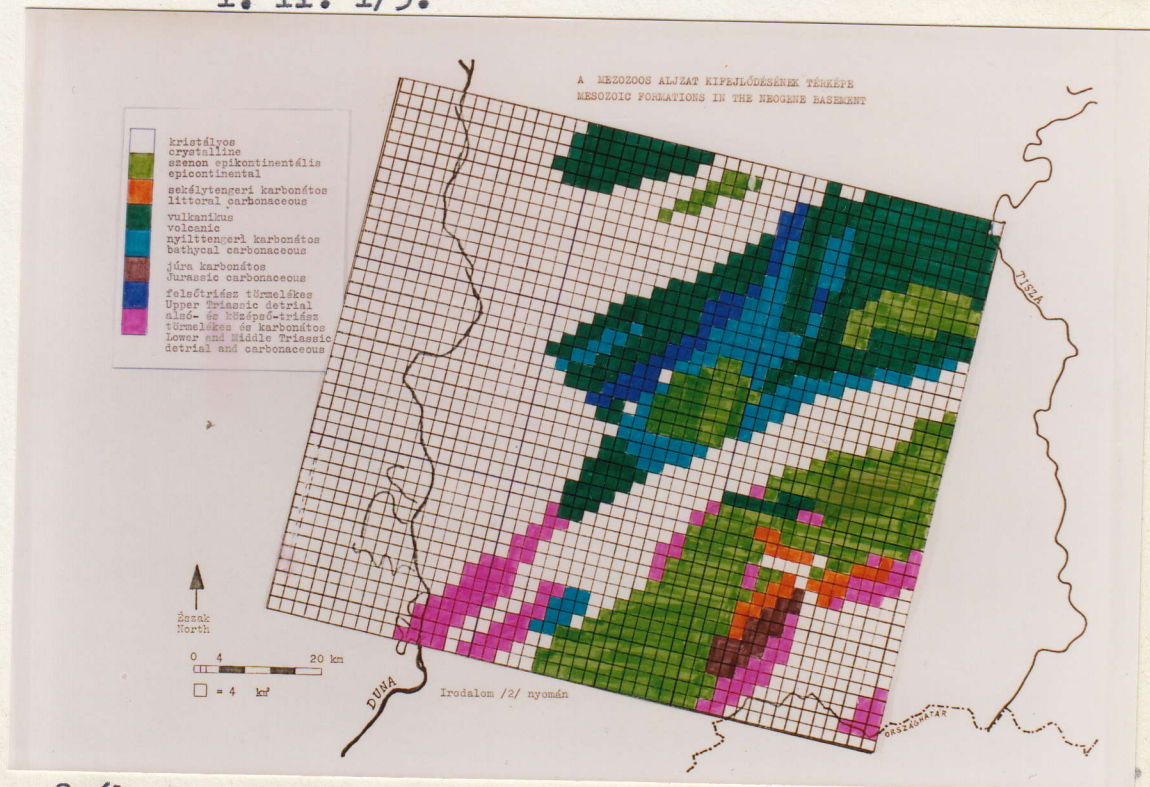 A MEZOZOOS ALJZAT KIFEJLŐDÉSÉNEK TÉRKÉPE
MESOZOIC FORMATIONS IN THE NEOGENE BASEMENT
kristályos
crystalline
szenon epikontinentális
epicontinental
sekélytengeri karbonátos
littoral carbonaceous
vulkanikus
volcanic
nyilttengeri karbonátos
bathycal carbonaceous
júra karbonátos
Jurassic carbonaceous
felsőtriász törmelékes
Upper Triassic detrial
alsó- és középső-triász
törmelékes és karbonátos
Lower and Middle Triassic
detrial and carbonaceous
TISZA
Észak
North
0 4 20 km
= 4 km²
DUNA
Irodalom /2/ nyomán
ORSZÁGHATÁR